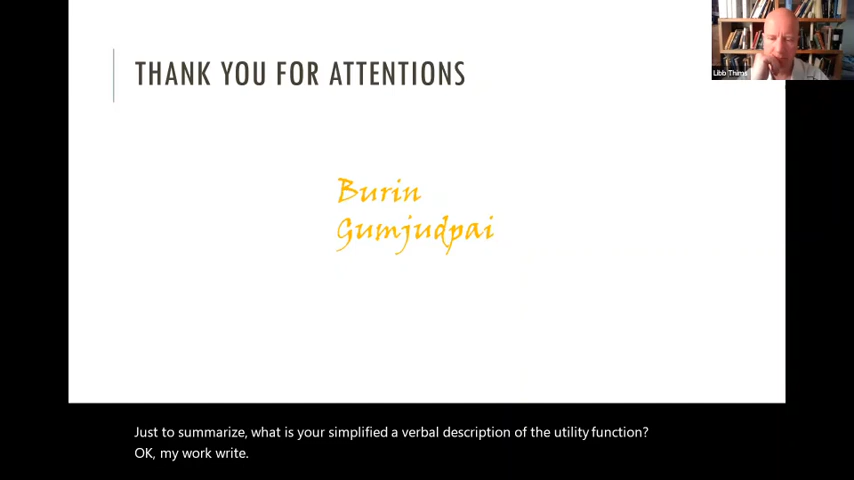 THANK YOU FOR ATTENTIONS
Libb Thims
Burin
Gumjudpai
Just to summarize, what is your simplified a verbal description of the utility function?
OK, my work write.